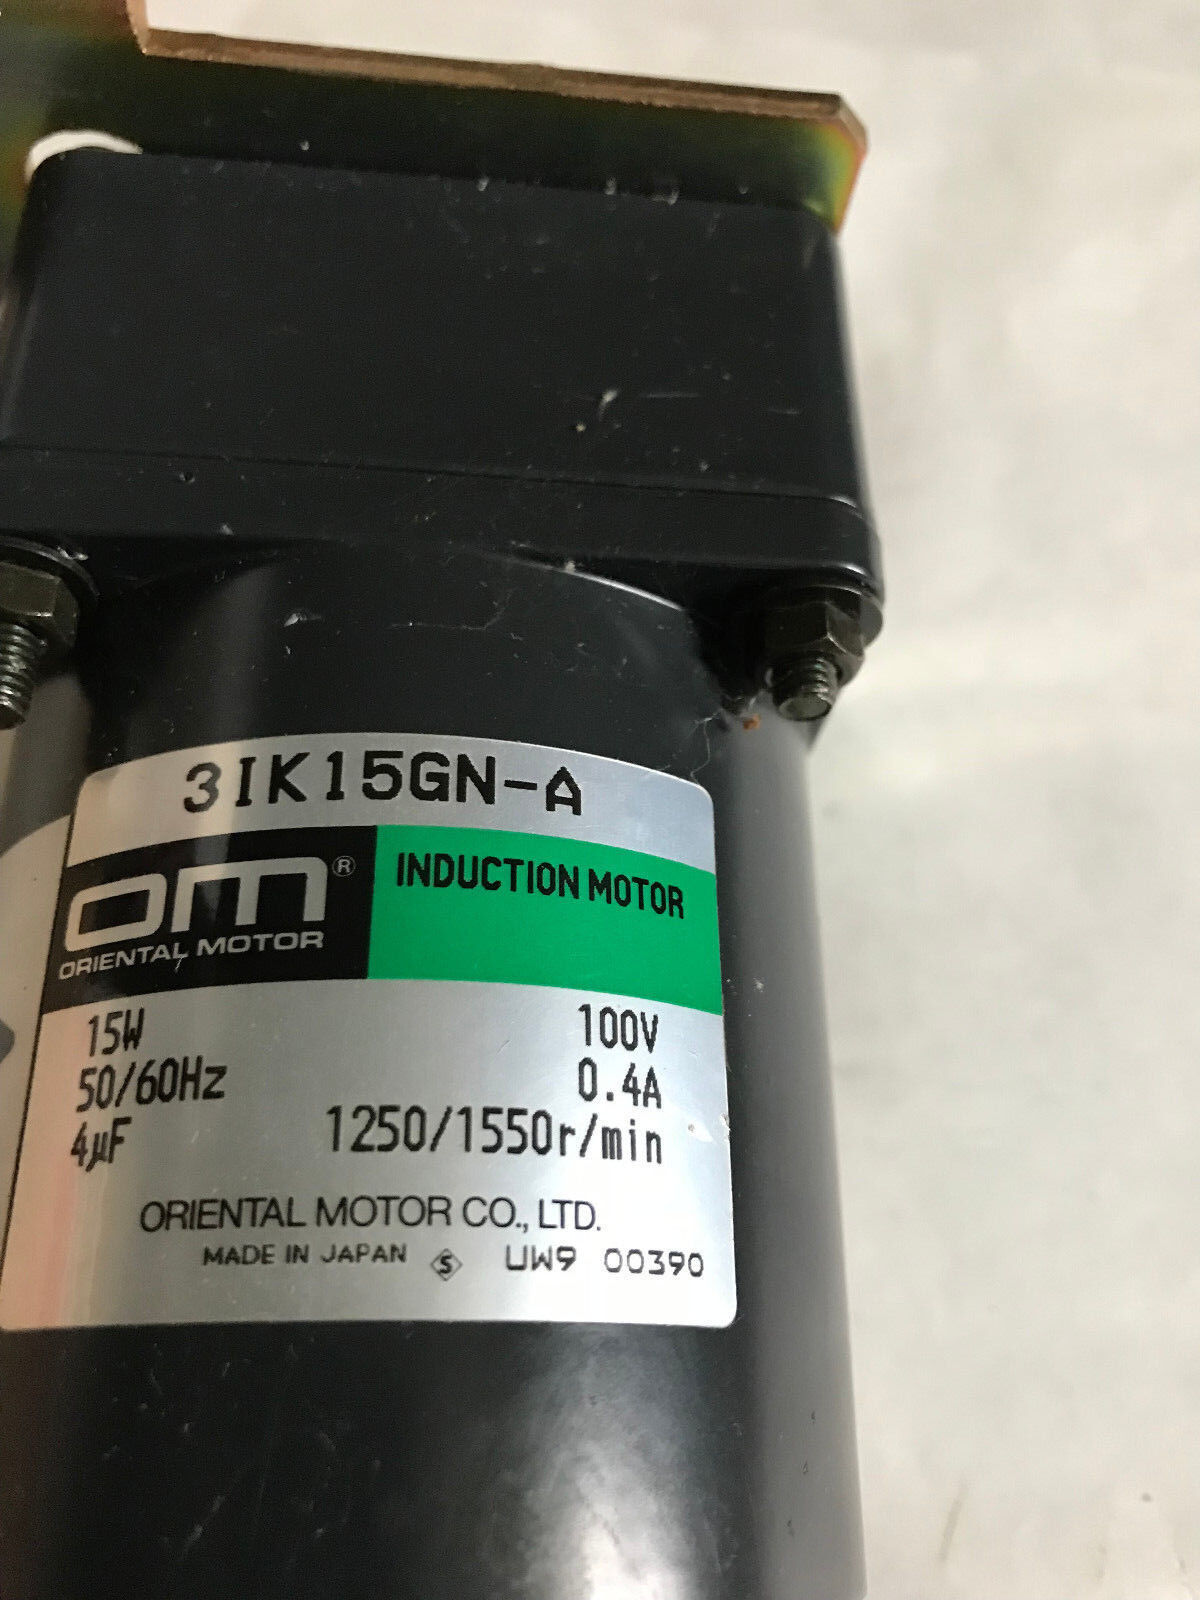 3IK15GN-A
om®
ORIENTAL MOTOR
INDUCTION MOTOR
15W 100V
50/60Hz 0.4A
4µF 1250/1550r/min
ORIENTAL MOTOR CO., LTD.
MADE IN JAPAN S UW9 00390